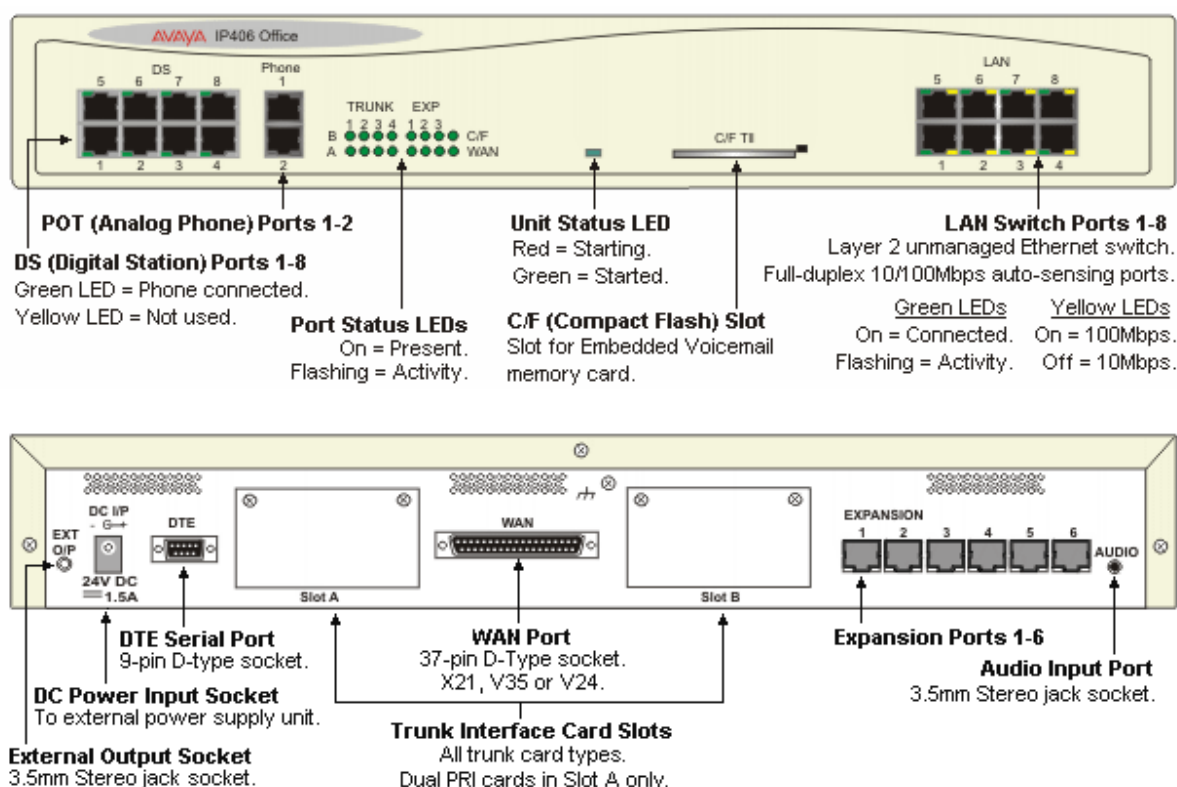 AVAYA IP406 Office
DS
5 6 7 8
Phone
1
TRUNK EXP
1 2 3 4 1 2 3
B C/F
A WAN
1 2 3 4
2
C/F TII
LAN
5 6 7 8
1 2 3 4
POT (Analog Phone) Ports 1-2
DS (Digital Station) Ports 1-8
Green LED = Phone connected.
Yellow LED = Not used.
Port Status LEDs
On = Present.
Flashing = Activity.
Unit Status LED
Red = Starting.
Green = Started.
C/F (Compact Flash) Slot
Slot for Embedded Voicemail
memory card.
LAN Switch Ports 1-8
Layer 2 unmanaged Ethernet switch.
Full-duplex 10/100Mbps auto-sensing ports.
Green LEDs Yellow LEDs
On = Connected. On = 100Mbps.
Flashing = Activity. Off = 10Mbps.
EXT
O/P
DC I/P
- G +
24V DC
1.5A
DTE
Slot A
WAN
Slot B
EXPANSION
1 2 3 4 5 6
AUDIO
DTE Serial Port
9-pin D-type socket.
DC Power Input Socket
To external power supply unit.
External Output Socket
3.5mm Stereo jack socket.
WAN Port
37-pin D-Type socket.
X21, V35 or V24.
Trunk Interface Card Slots
All trunk card types.
Dual PRI cards in Slot A only.
Expansion Ports 1-6
Audio Input Port
3.5mm Stereo jack socket.